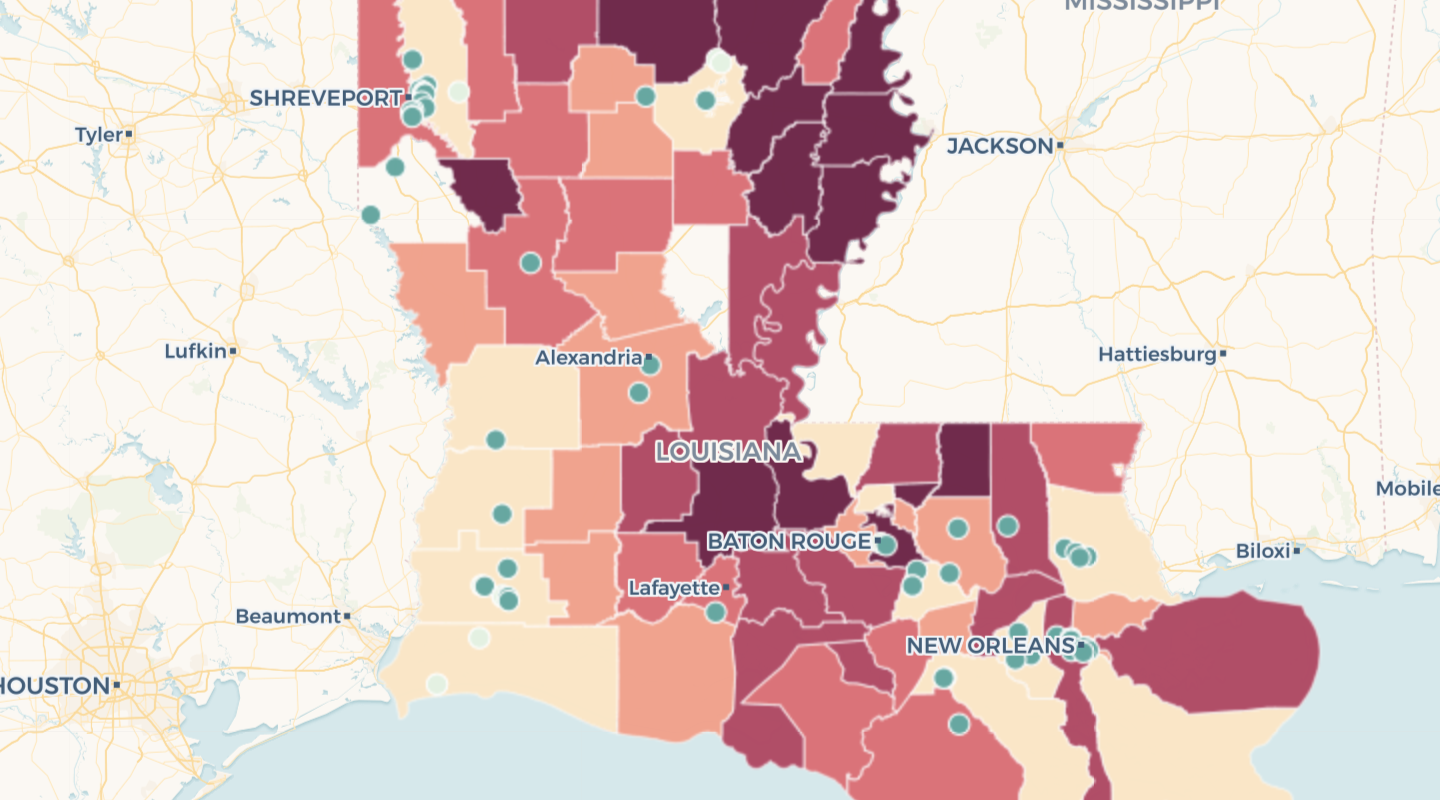 MISSISSIPPI
SHREVEPORT
Tyler
JACKSON
Lufkin
Alexandria
Hattiesburg
LOUISIANA
Mobile
BATON ROUGE
Biloxi
Lafayette
Beaumont
NEW ORLEANS
HOUSTON